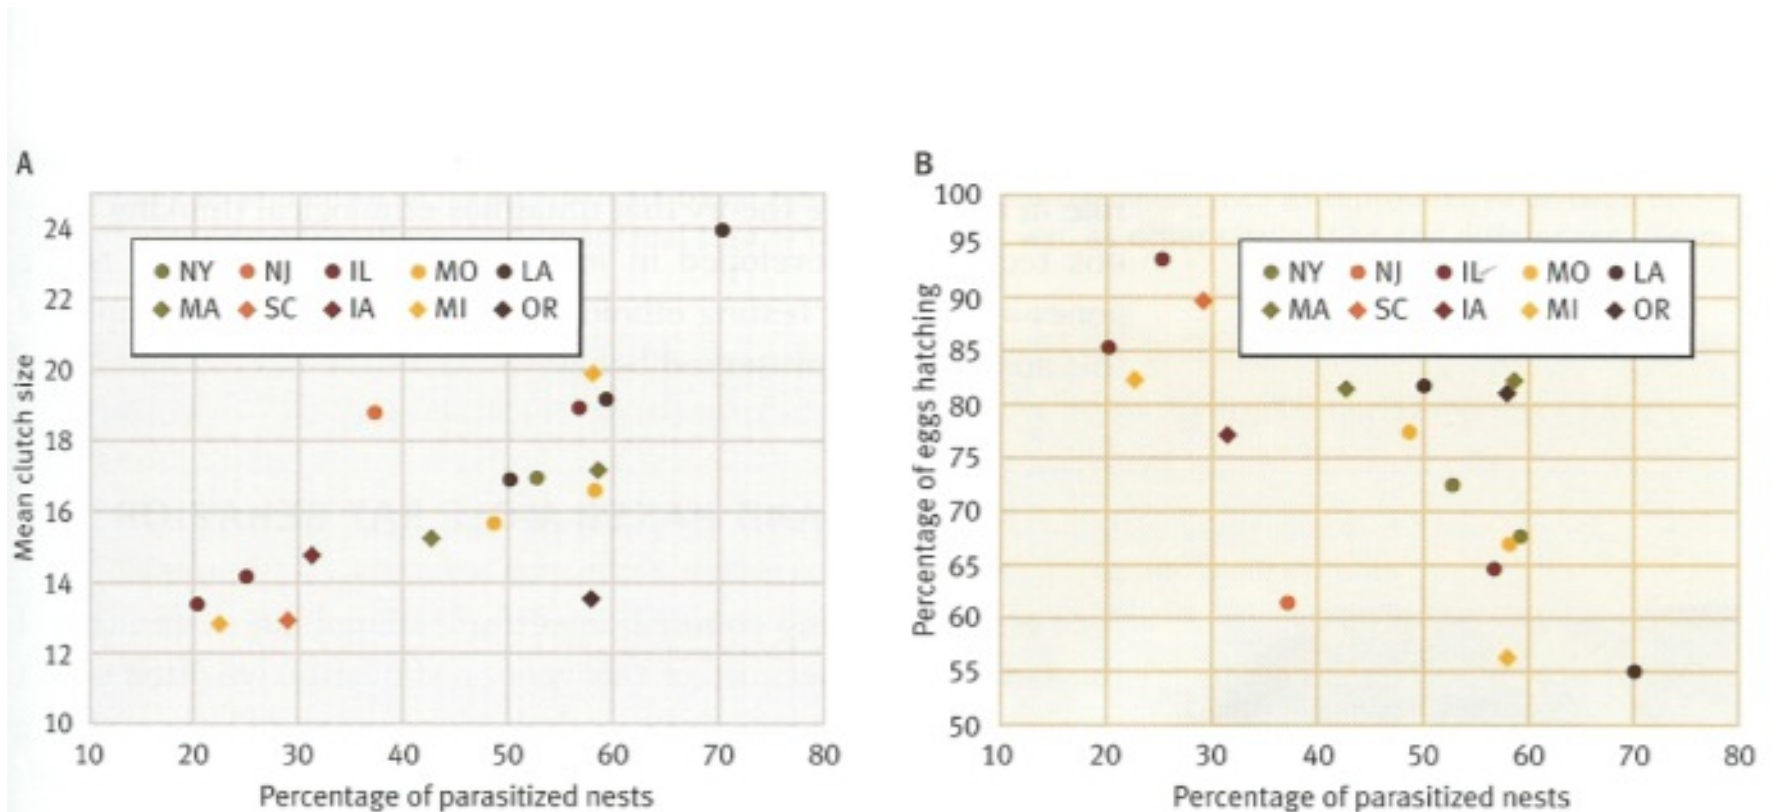 A
24
22
20
18
16
14
12
10
Mean clutch size
NY NJ IL MO LA
MA SC IA MI OR
10 20 30 40 50 60 70 80
Percentage of parasitized nests
B
100
95
90
85
80
75
70
65
60
55
50
Percentage of eggs hatching
NY NJ IL MO LA
MA SC IA MI OR
10 20 30 40 50 60 70 80
Percentage of parasitized nests